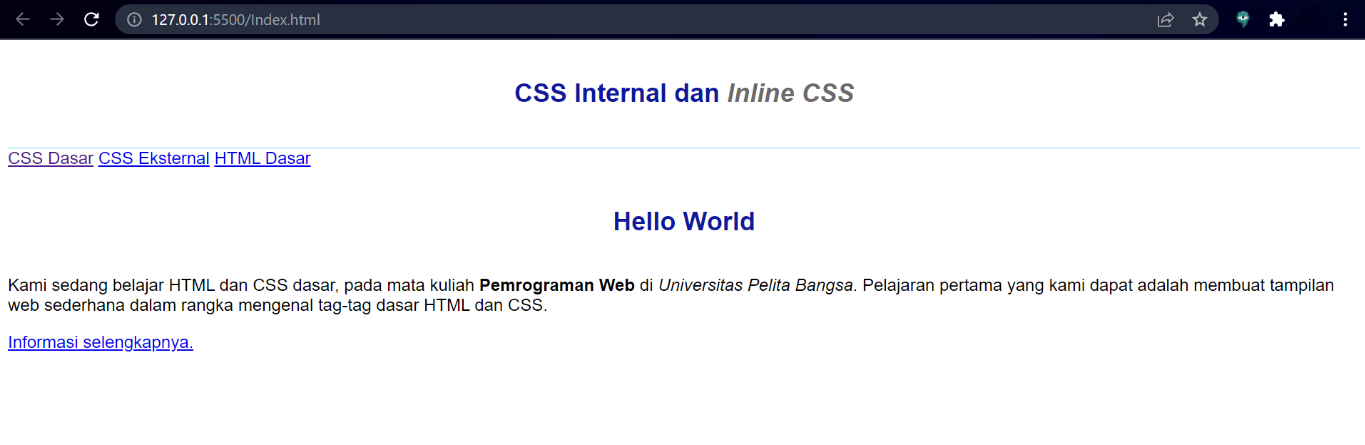 127.0.0.1:5500/Index.html
CSS Internal dan Inline CSS
CSS Dasar CSS Eksternal HTML Dasar
Hello World
Kami sedang belajar HTML dan CSS dasar, pada mata kuliah Pemrograman Web di Universitas Pelita Bangsa. Pelajaran pertama yang kami dapat adalah membuat tampilan
web sederhana dalam rangka mengenal tag-tag dasar HTML dan CSS.
Informasi selengkapnya.